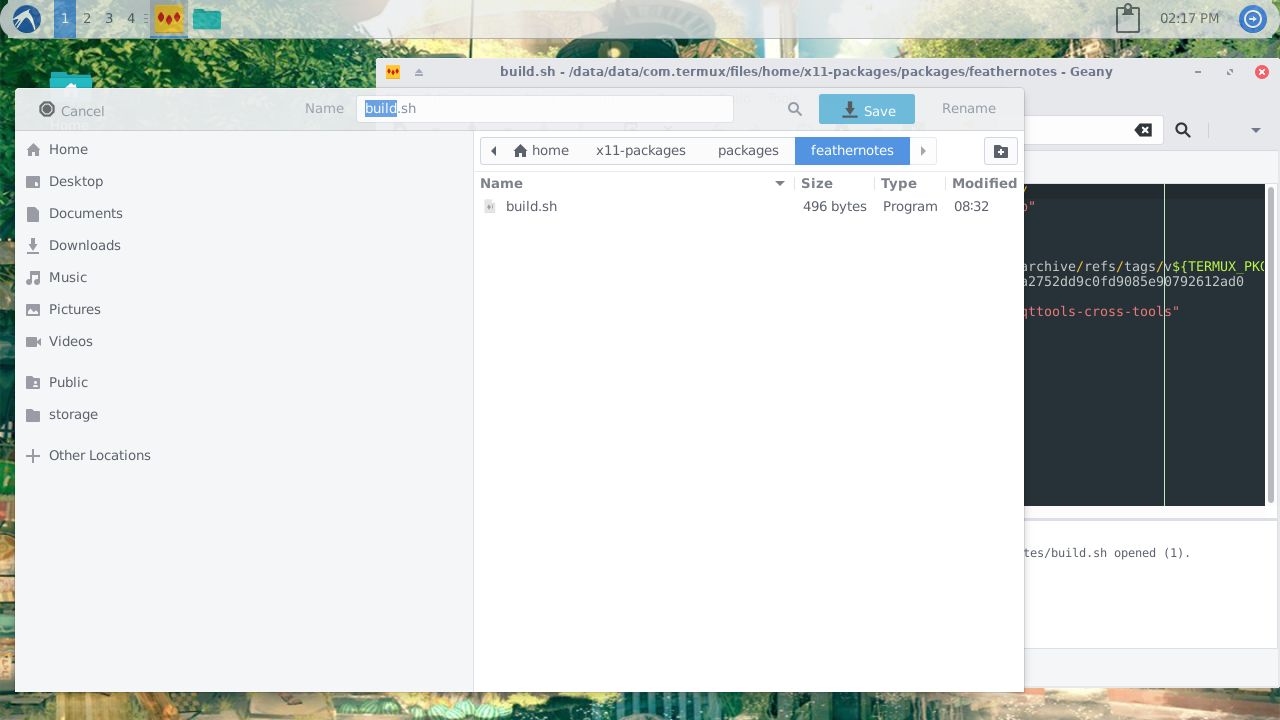 1 2 3 4 02:17 PM
build.sh - /data/data/com.termux/files/home/x11-packages/packages/feathernotes - Geany
Cancel Name build.sh Save Rename
Home
Desktop
Documents
Downloads
Music
Pictures
Videos
Public
storage
Other Locations
home x11-packages packages feathernotes
Name Size Type Modified
build.sh 496 bytes Program 08:32
/
"
archive/refs/tags/v${TERMUX_PKG
a2752dd9c0fd9085e90792612ad0
qttools-cross-tools"
tes/build.sh opened (1).